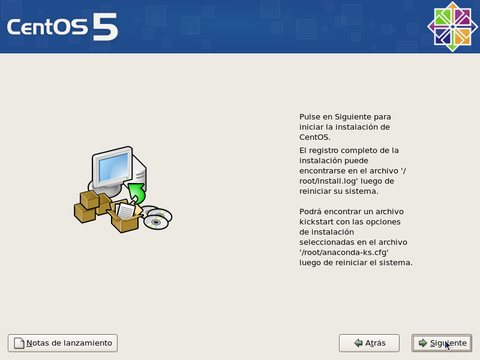 CentOS 5
Pulse en Siguiente para
iniciar la instalación de
CentOS.
El registro completo de la
instalación puede
encontrarse en el archivo '/
root/install.log' luego de
reiniciar su sistema.
Podrá encontrar un archivo
kickstart con las opciones
de instalación
seleccionadas en el archivo
'/root/anaconda-ks.cfg'
luego de reiniciar el sistema.
Notas de lanzamiento
Atrás
Siguiente